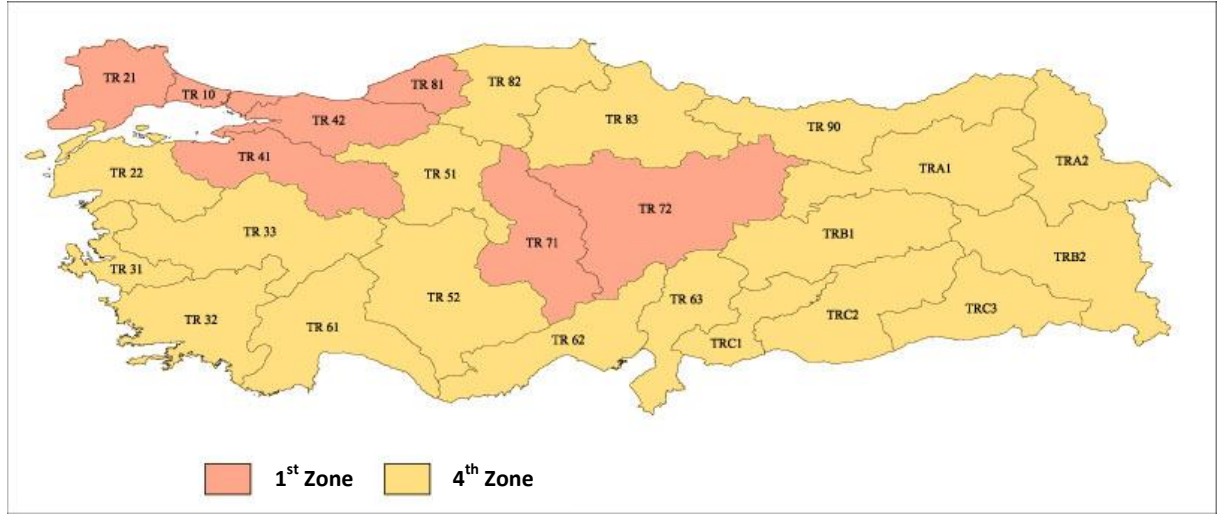 TR 21
TR 10
TR 81
TR 82
TR 42
TR 83
TR 90
TR 41
TR 22
TR 51
TRA1
TRA2
TR 72
TR 33
TR 71
TRB1
TRB2
TR 31
TR 52
TR 63
TR 32
TR 61
TRC2
TRC3
TR 62
TRC1
1st Zone
4th Zone